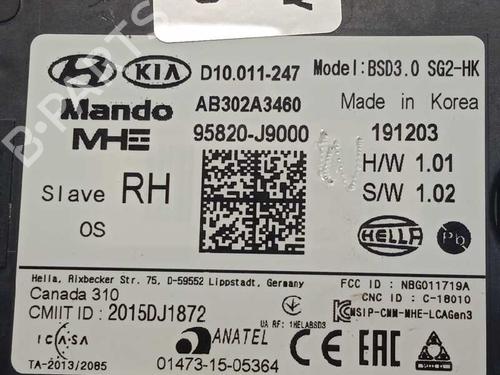 KIA D10.011-247 Model:BSD3.0 SG2-HK
Mando AB302A3460 Made in Korea
MHE 95820-J9000 191203
Slave RH H/W 1.01
OS S/W 1.02
HELLA Pb
Hella, Rixbecker Str. 75, D-59552 Lippstadt, Germany
FCC ID : NBG011719A
Canada 310 CNC ID : C-18010
CMIIT ID : 2015DJ1872 MSIP-CMM-MHE-LCAGen3
UA RF: 1HELABSD3
ICASA ANATEL CE EAC
TA-2013/2085 01473-15-05364
B-PARTS